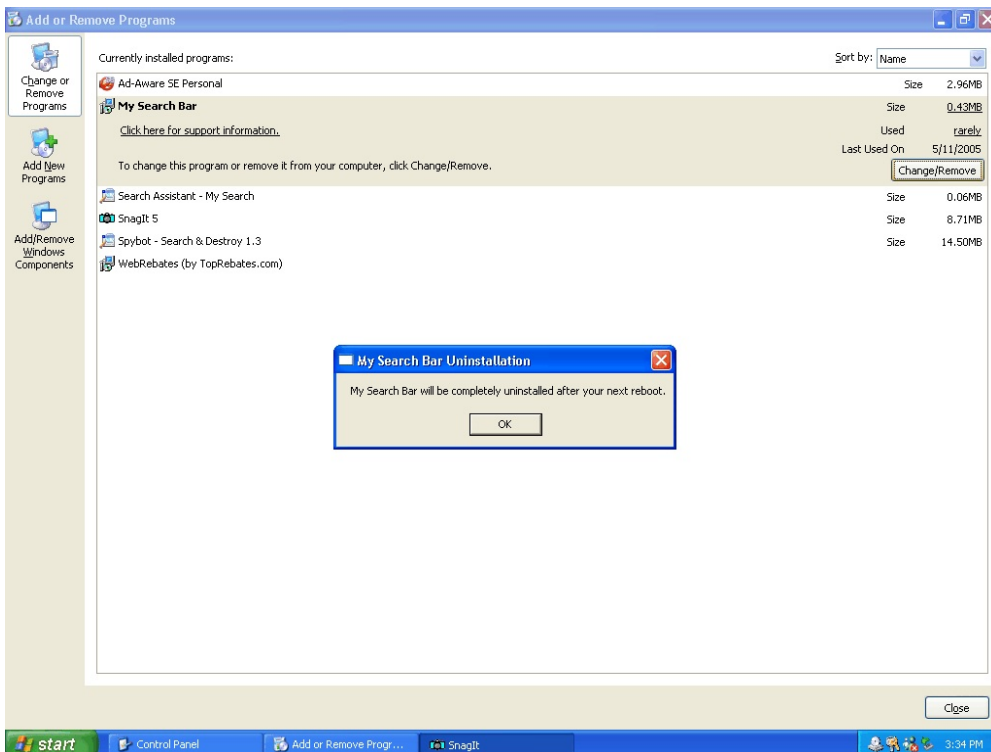 Add or Remove Programs
Change or
Remove
Programs
Add New
Programs
Add/Remove
Windows
Components
Currently installed programs:
Sort by: Name
Ad-Aware SE Personal Size 2.96MB
My Search Bar Size 0.43MB
Click here for support information. Used rarely
Last Used On 5/11/2005
To change this program or remove it from your computer, click Change/Remove. Change/Remove
Search Assistant - My Search Size 0.06MB
SnagIt 5 Size 8.71MB
Spybot - Search & Destroy 1.3 Size 14.50MB
WebRebates (by TopRebates.com)
My Search Bar Uninstallation
My Search Bar will be completely uninstalled after your next reboot.
OK
Close
start Control Panel Add or Remove Progr... SnagIt 3:34 PM